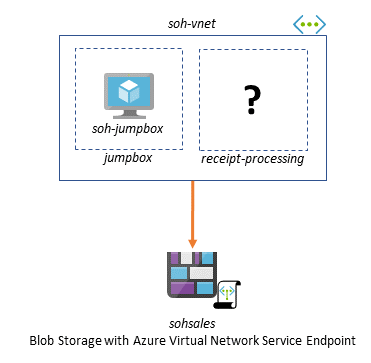 soh-vnet
?
soh-jumpbox
jumpbox
receipt-processing
sohsales
Blob Storage with Azure Virtual Network Service Endpoint